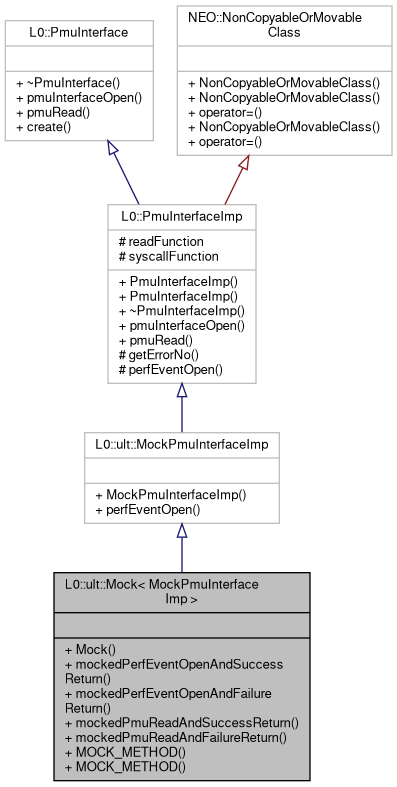 L0::PmuInterface
+ ~PmuInterface()
+ pmuInterfaceOpen()
+ pmuRead()
+ create()
NEO::NonCopyableOrMovable
Class
+ NonCopyableOrMovableClass()
+ NonCopyableOrMovableClass()
+ operator=()
+ NonCopyableOrMovableClass()
+ operator=()
L0::PmuInterfaceImp
# readFunction
# syscallFunction
+ PmuInterfaceImp()
+ PmuInterfaceImp()
+ ~PmuInterfaceImp()
+ pmuInterfaceOpen()
+ pmuRead()
# getErrorNo()
# perfEventOpen()
L0::ult::MockPmuInterfaceImp
+ MockPmuInterfaceImp()
+ perfEventOpen()
L0::ult::Mock< MockPmuInterface
Imp >
+ Mock()
+ mockedPerfEventOpenAndSuccess
Return()
+ mockedPerfEventOpenAndFailure
Return()
+ mockedPmuReadAndSuccessReturn()
+ mockedPmuReadAndFailureReturn()
+ MOCK_METHOD()
+ MOCK_METHOD()